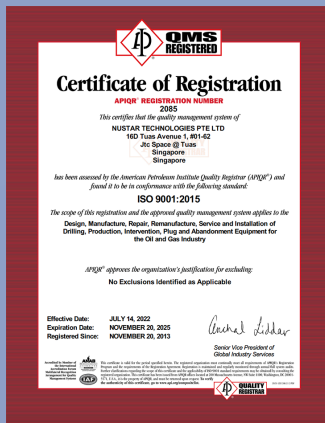 API
QMS
REGISTERED
Certificate of Registration
APIQR® REGISTRATION NUMBER
2085
This certifies that the quality management system of
NUSTAR TECHNOLOGIES PTE LTD
16D Tuas Avenue 1, #01-62
Jtc Space @ Tuas
Singapore
Singapore
has been assessed by the American Petroleum Institute Quality Registrar (APIQR®) and
found it to be in conformance with the following standard:
ISO 9001:2015
The scope of this registration and the approved quality management system applies to the
Design, Manufacture, Repair, Remanufacture, Service and Installation of
Drilling, Production, Intervention, Plug and Abandonment Equipment for
the Oil and Gas Industry
APIQR® approves the organization's justification for excluding:
No Exclusions Identified as Applicable
Effective Date: JULY 14, 2022
Expiration Date: NOVEMBER 20, 2025
Registered Since: NOVEMBER 20, 2013
Senior Vice President of
Global Industry Services
API
QUALITY
REGISTRAR